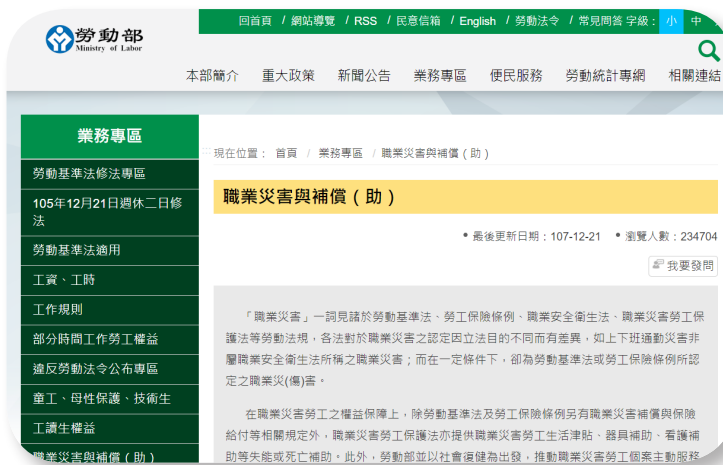 勞動部
Ministry of Labor
回首頁 / 網站導覽 / RSS / 民意信箱 / English / 勞動法令 / 常見問答 字級： 小 中
本部簡介 重大政策 新聞公告 業務專區 便民服務 勞動統計專網 相關連結
業務專區
勞動基準法修法專區
105年12月21日週休二日修
法
勞動基準法適用
工資、工時
工作規則
部分時間工作勞工權益
違反勞動法令公布專區
童工、母性保護、技術生
工讀生權益
職業災害與補償（助）
現在位置： 首頁 / 業務專區 / 職業災害與補償（助）
職業災害與補償（助）
• 最後更新日期：107-12-21 • 瀏覽人數：234704
我要發問
「職業災害」一詞見諸於勞動基準法、勞工保險條例、職業安全衛生法、職業災害勞工保
護法等勞動法規，各法對於職業災害之認定因立法目的不同而有差異，如上下班通勤災害非
屬職業安全衛生法所稱之職業災害；而在一定條件下，卻為勞動基準法或勞工保險條例所認
定之職業災(傷)害。
在職業災害勞工之權益保障上，除勞動基準法及勞工保險條例另有職業災害補償與保險
給付等相關規定外，職業災害勞工保護法亦提供職業災害勞工生活津貼、器具補助、看護補
助等失能或死亡補助。此外，勞動部並以社會復健為出發，推動職業災害勞工個案主動服務